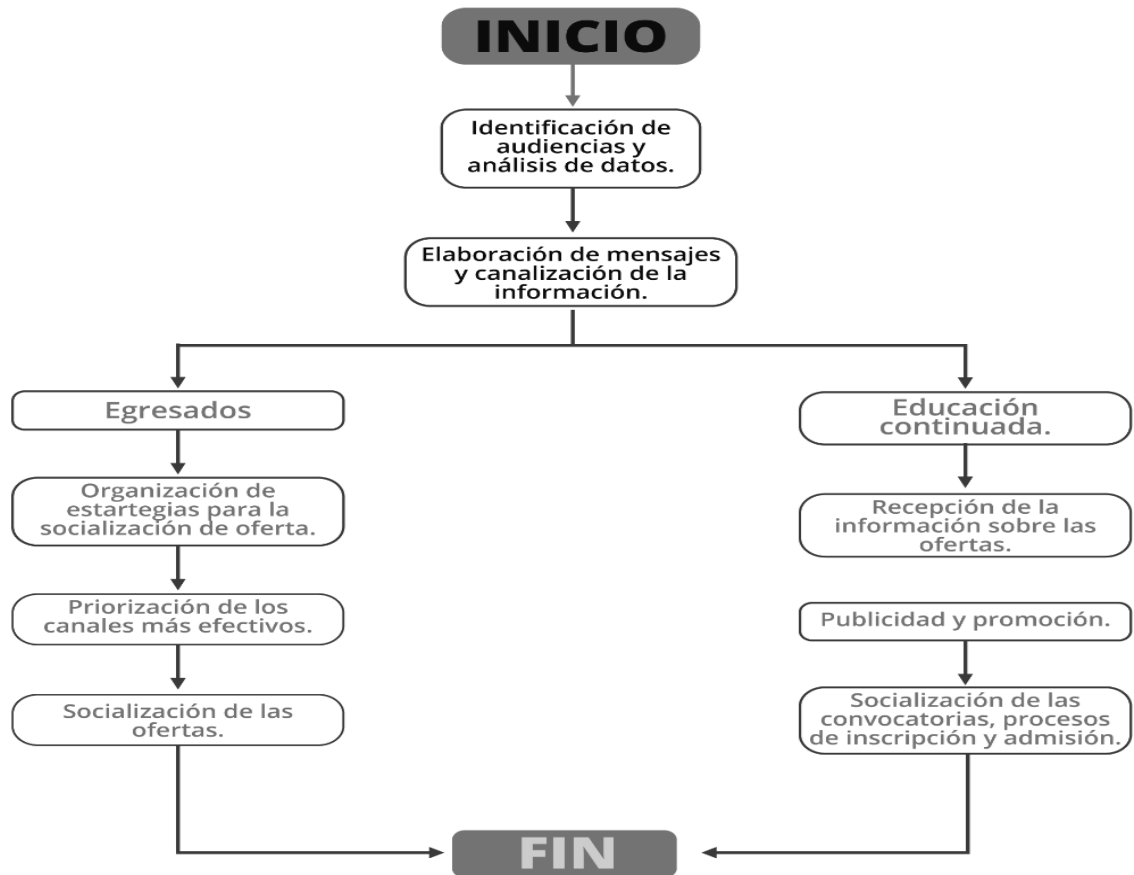 INICIO
Identificación de
audiencias y
análisis de datos.
Elaboración de mensajes
y canalización de la
información.
Egresados
Organización de
estartegias para la
socialización de oferta.
Priorización de los
canales más efectivos.
Socialización de las
ofertas.
Educación
continuada.
Recepción de la
información sobre las
ofertas.
Publicidad y promoción.
Socialización de las
convocatorias, procesos
de inscripción y admisión.
FIN